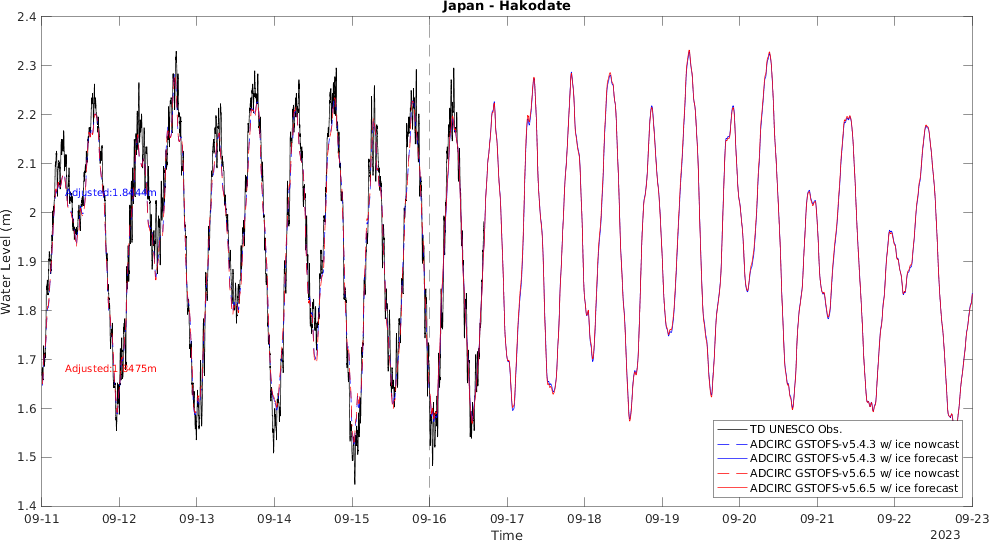 Japan - Hakodate
Water Level (m)
2.4
2.3
2.2
2.1
2
1.9
1.8
1.7
1.6
1.5
1.4
Adjusted:1.8444m
Adjusted:1.8475m
TD UNESCO Obs.
ADCIRC GSTOFS-v5.4.3 w/ ice nowcast
ADCIRC GSTOFS-v5.4.3 w/ ice forecast
ADCIRC GSTOFS-v5.6.5 w/ ice nowcast
ADCIRC GSTOFS-v5.6.5 w/ ice forecast
09-11 09-12 09-13 09-14 09-15 09-16 09-17 09-18 09-19 09-20 09-21 09-22 09-23
Time
2023